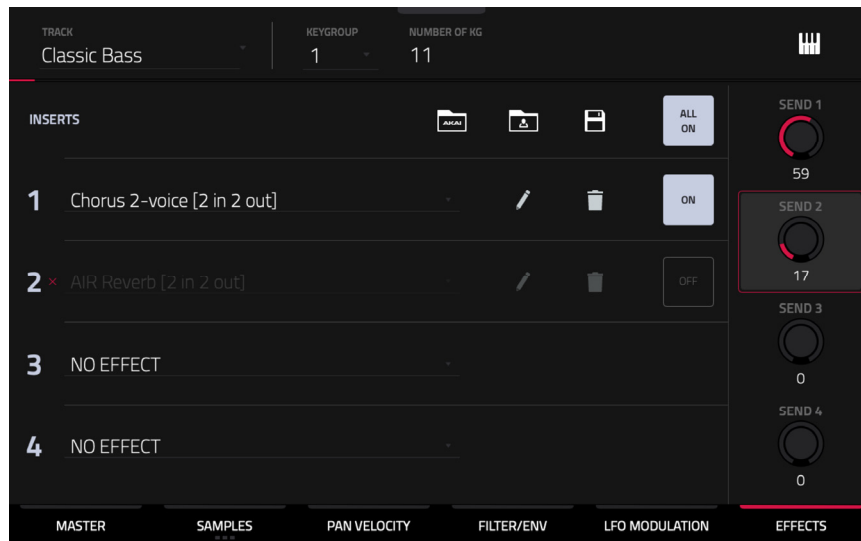 TRACK
Classic Bass
KEYGROUP
1
NUMBER OF KG
11
INSERTS
AKAI
ALL
ON
1 Chorus 2-voice [2 in 2 out]
ON
2 × AIR Reverb [2 in 2 out]
OFF
3 NO EFFECT
4 NO EFFECT
SEND 1
59
SEND 2
17
SEND 3
0
SEND 4
0
MASTER
SAMPLES
PAN VELOCITY
FILTER/ENV
LFO MODULATION
EFFECTS